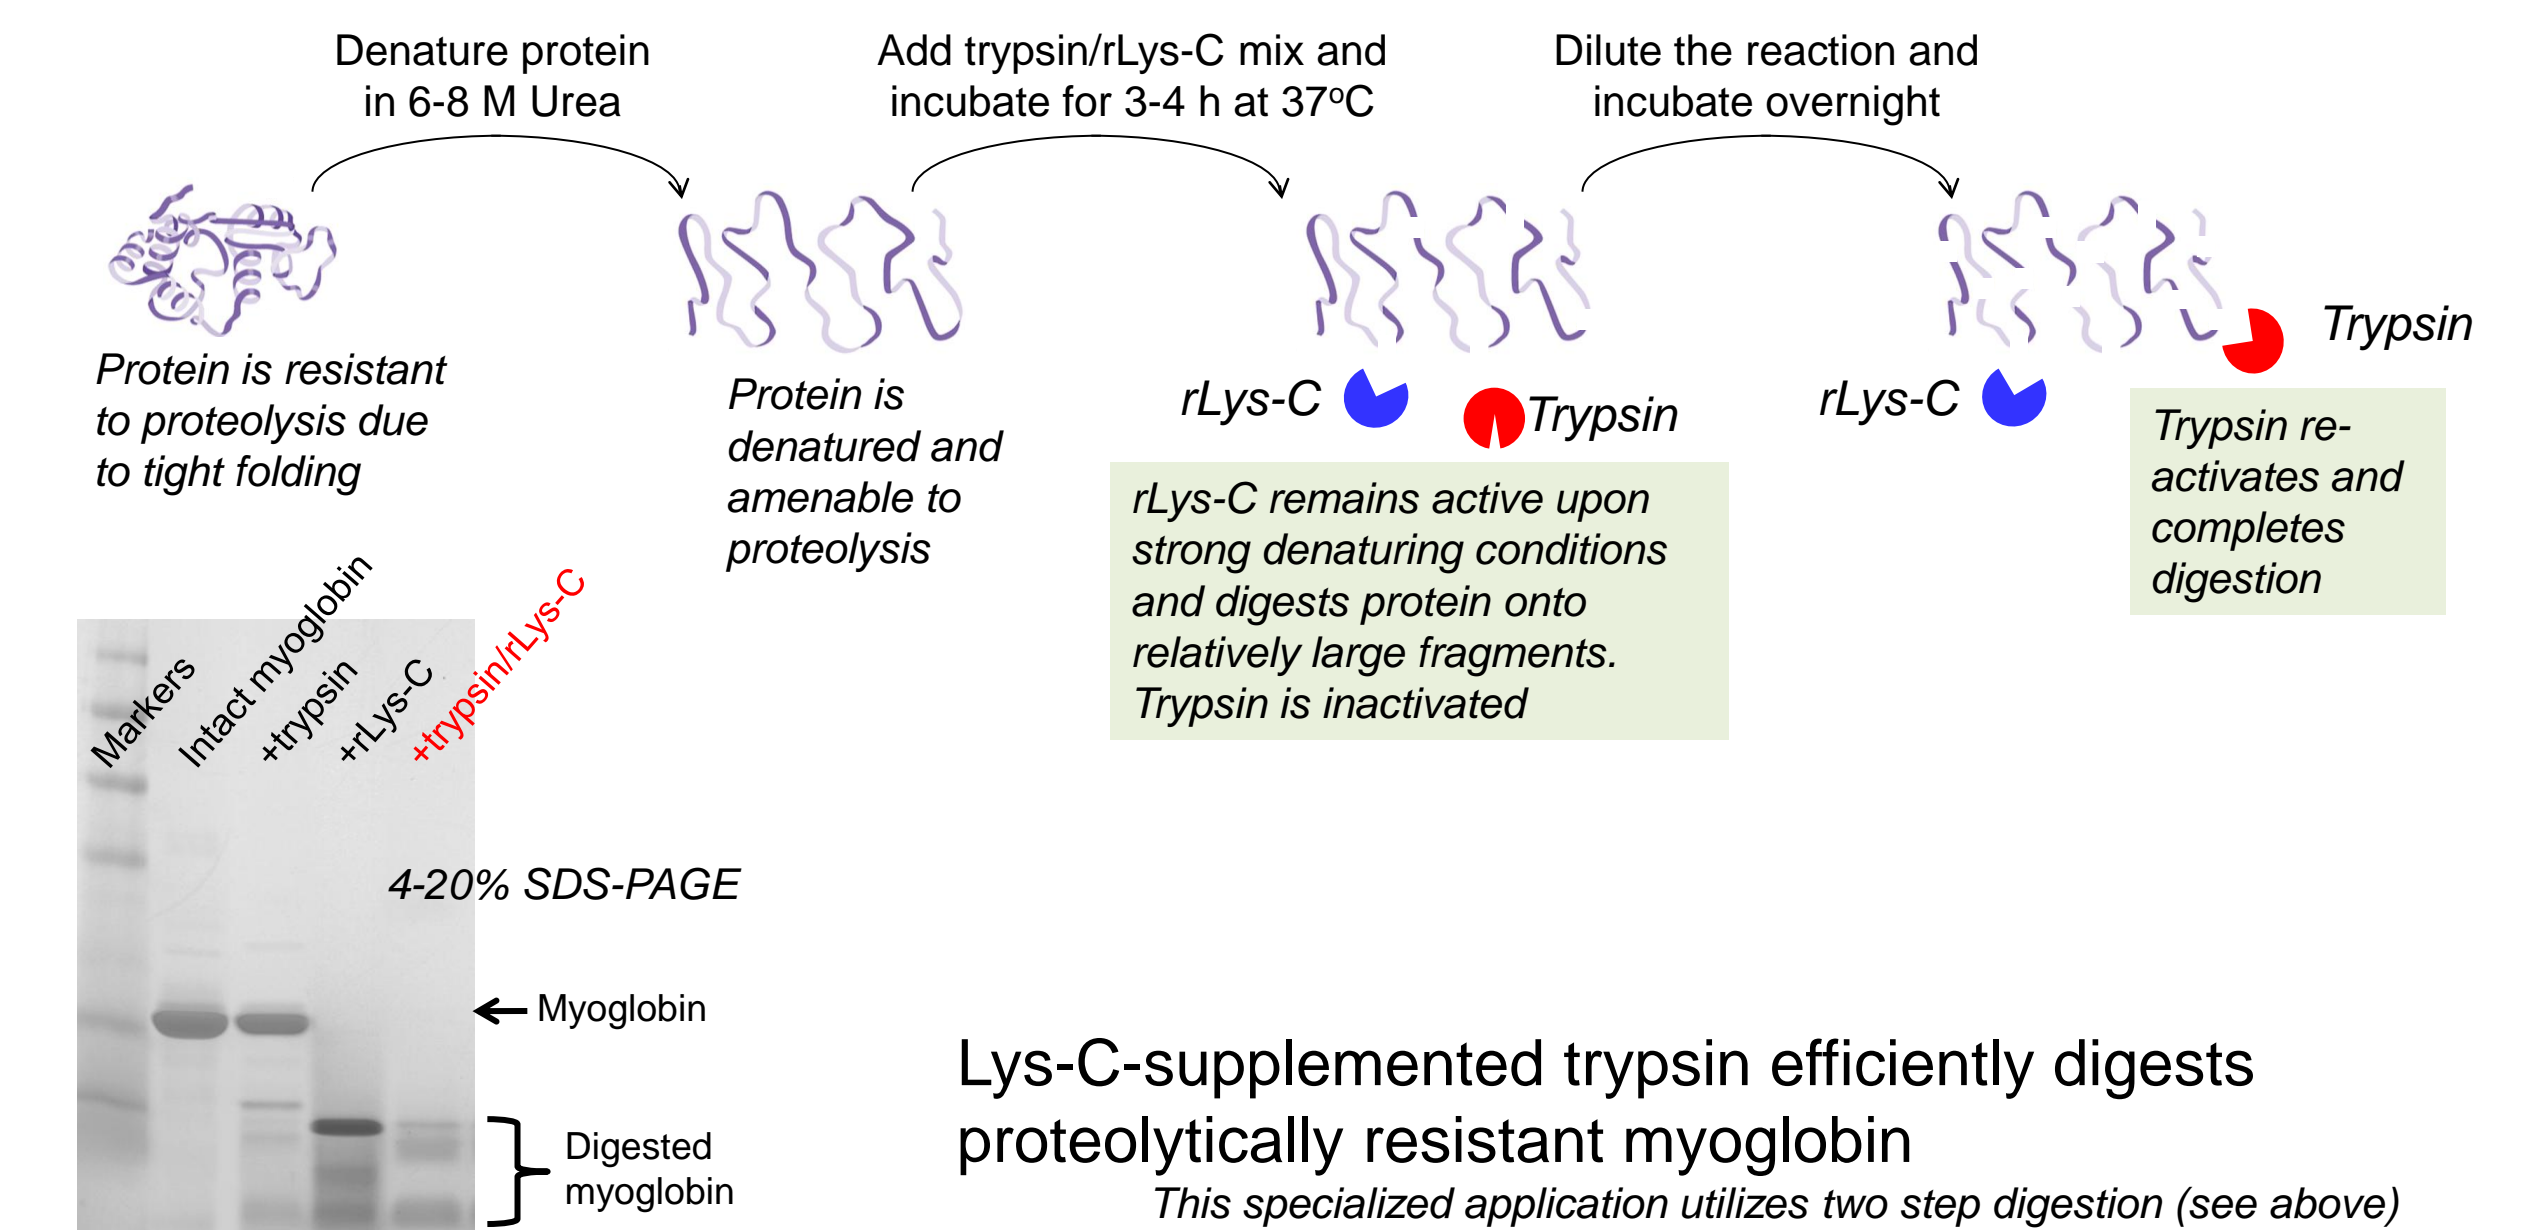 Denature protein
in 6-8 M Urea
Add trypsin/rLys-C mix and
incubate for 3-4 h at 37ºC
Dilute the reaction and
incubate overnight
Protein is resistant
to proteolysis due
to tight folding
Protein is
denatured and
amenable to
proteolysis
rLys-C
Trypsin
rLys-C remains active upon
strong denaturing conditions
and digests protein onto
relatively large fragments.
Trypsin is inactivated
rLys-C
Trypsin
Trypsin re-
activates and
completes
digestion
Markers
Intact myoglobin
+trypsin
+rLys-C
+trypsin/rLys-C
4-20% SDS-PAGE
Myoglobin
Digested
myoglobin
Lys-C-supplemented trypsin efficiently digests
proteolytically resistant myoglobin
This specialized application utilizes two step digestion (see above)